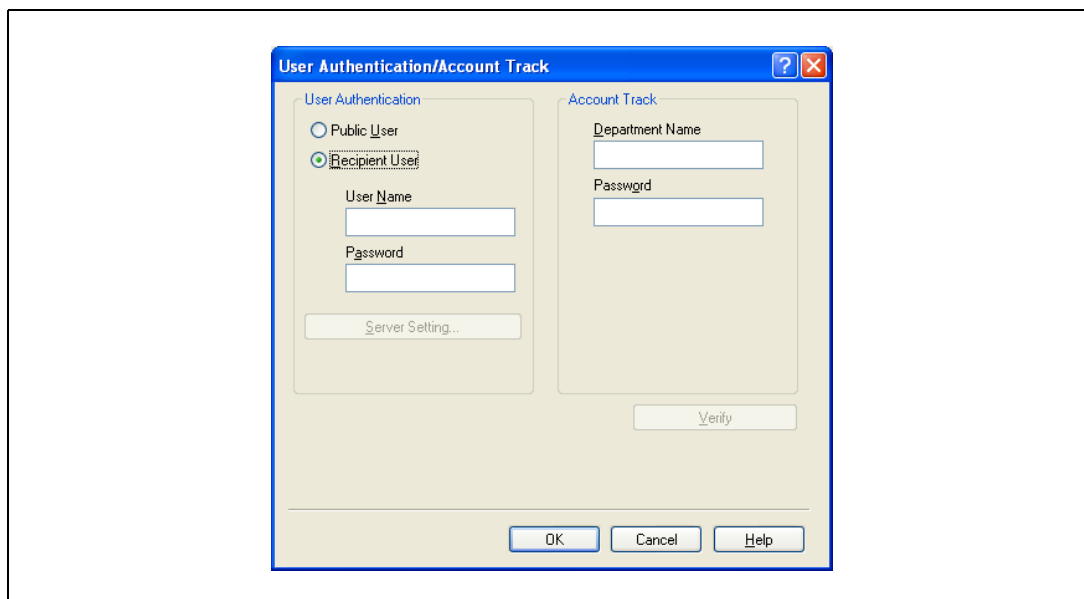 User Authentication/Account Track
User Authentication
Public User
Recipient User
User Name
Password
Server Setting...
Account Track
Department Name
Password
Verify
OK
Cancel
Help